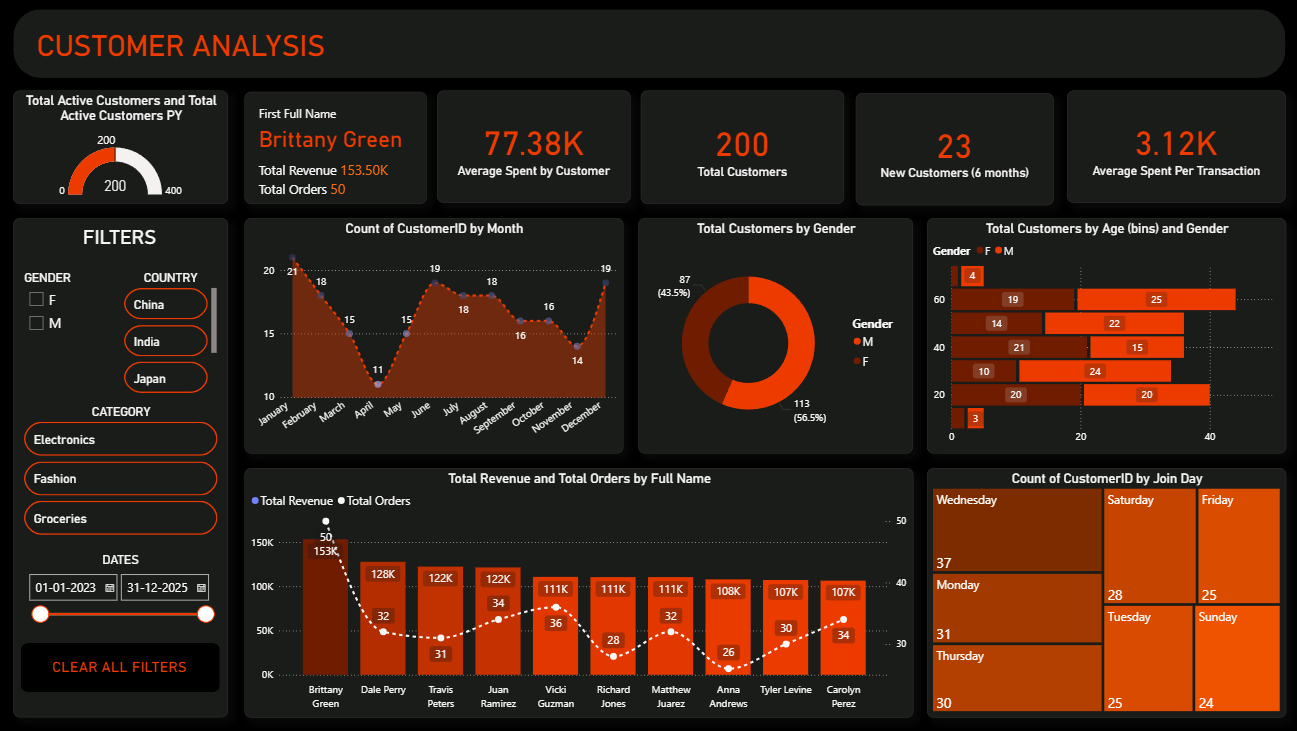 CUSTOMER ANALYSIS
Total Active Customers and Total
Active Customers PY
200
0
200
400
First Full Name
Brittany Green
Total Revenue 153.50K
Total Orders 50
77.38K
Average Spent by Customer
200
Total Customers
23
New Customers (6 months)
3.12K
Average Spent Per Transaction
FILTERS
GENDER
F
M
COUNTRY
China
India
Japan
CATEGORY
Electronics
Fashion
Groceries
DATES
01-01-2023
31-12-2025
CLEAR ALL FILTERS
Count of CustomerID by Month
20
15
10
21
18
15
11
15
19
18
18
16
16
14
19
January
February
March
April
May
June
July
August
September
October
November
December
Total Customers by Gender
87
(43.5%)
113
(56.5%)
Gender
M
F
Total Customers by Age (bins) and Gender
Gender F M
60
40
20
4
19 25
14 22
21 15
10 24
20 20
3
0 20 40
Total Revenue and Total Orders by Full Name
Total Revenue Total Orders
150K
100K
50K
0K
50
40
30
50
153K
128K
122K
122K
111K
111K
111K
108K
107K
107K
32
31
34
36
28
32
26
30
34
Brittany
Green
Dale Perry
Travis
Peters
Juan
Ramirez
Vicki
Guzman
Richard
Jones
Matthew
Juarez
Anna
Andrews
Tyler Levine
Carolyn
Perez
Count of CustomerID by Join Day
Wednesday
37
Monday
31
Thursday
30
Saturday
28
Friday
25
Tuesday
25
Sunday
24